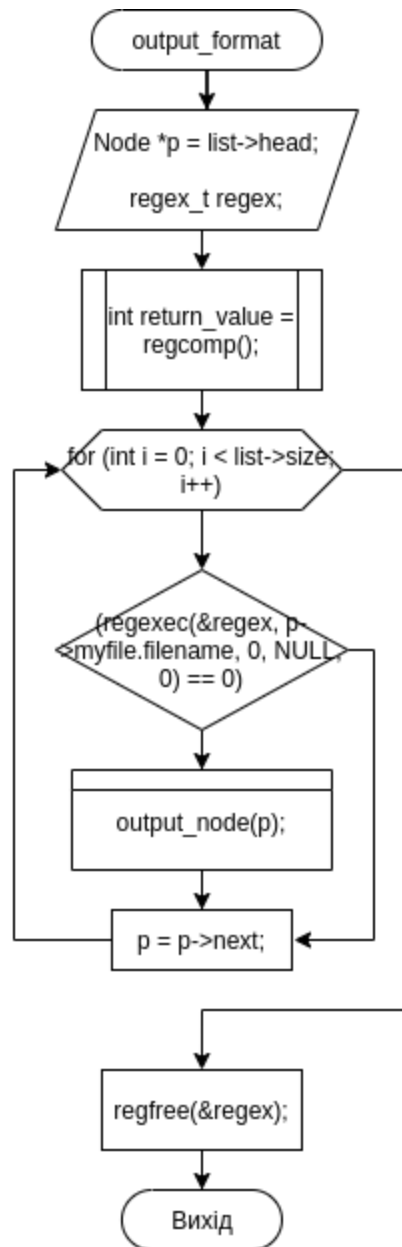 output_format
Node *p = list->head;
regex_t regex;
int return_value =
regcomp();
for (int i = 0; i < list->size;
i++)
(regexec(&regex, p-
>myfile.filename, 0, NULL,
0) == 0)
output_node(p);
p = p->next;
regfree(&regex);
Вихід